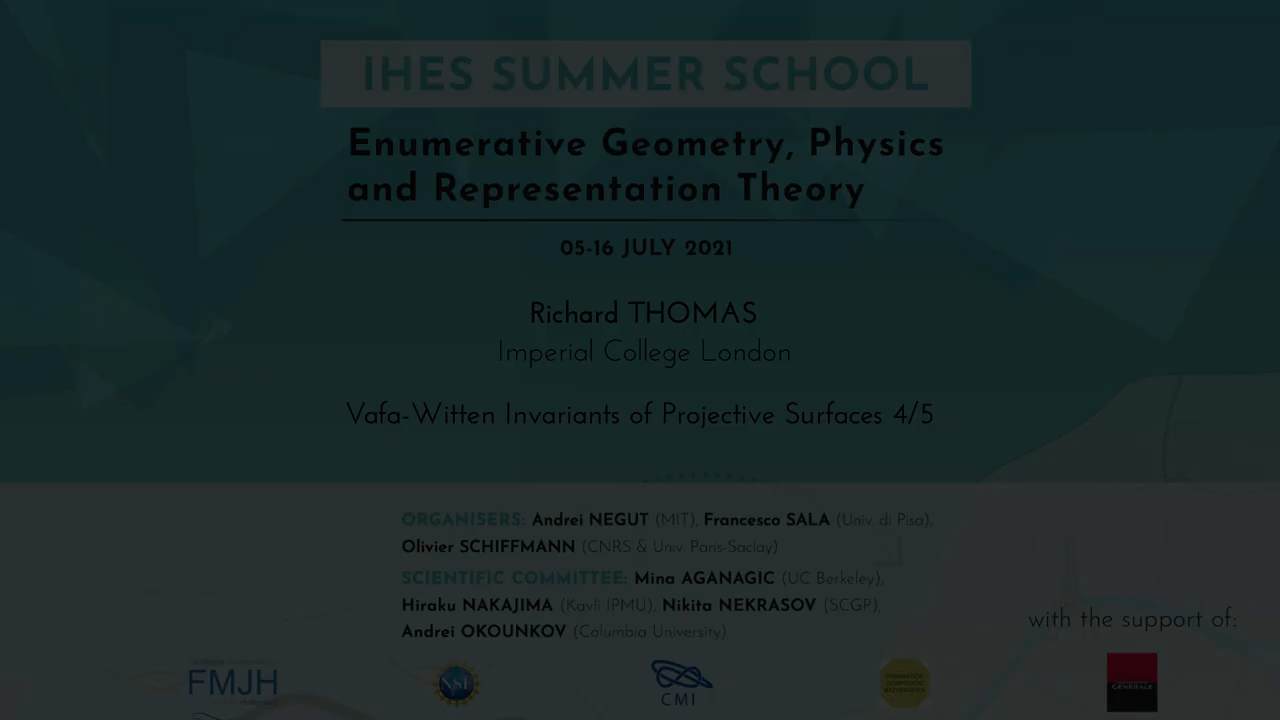 IHES SUMMER SCHOOL
Enumerative Geometry, Physics
and Representation Theory
05-16 JULY 2021
Richard THOMAS
Imperial College London
Vafa-Witten Invariants of Projective Surfaces 4/5
ORGANISERS: Andrei NEGUT (MIT), Francesco SALA (Univ. di Pisa),
Olivier SCHIFFMANN (CNRS & Univ. Paris-Saclay)
SCIENTIFIC COMMITTEE: Mina AGANAGIC (UC Berkeley),
Hiraku NAKAJIMA (Kavli IPMU), Nikita NEKRASOV (SCGP),
Andrei OKOUNKOV (Columbia University)
with the support of:
FMJH
NSF
CMI
GENERALE